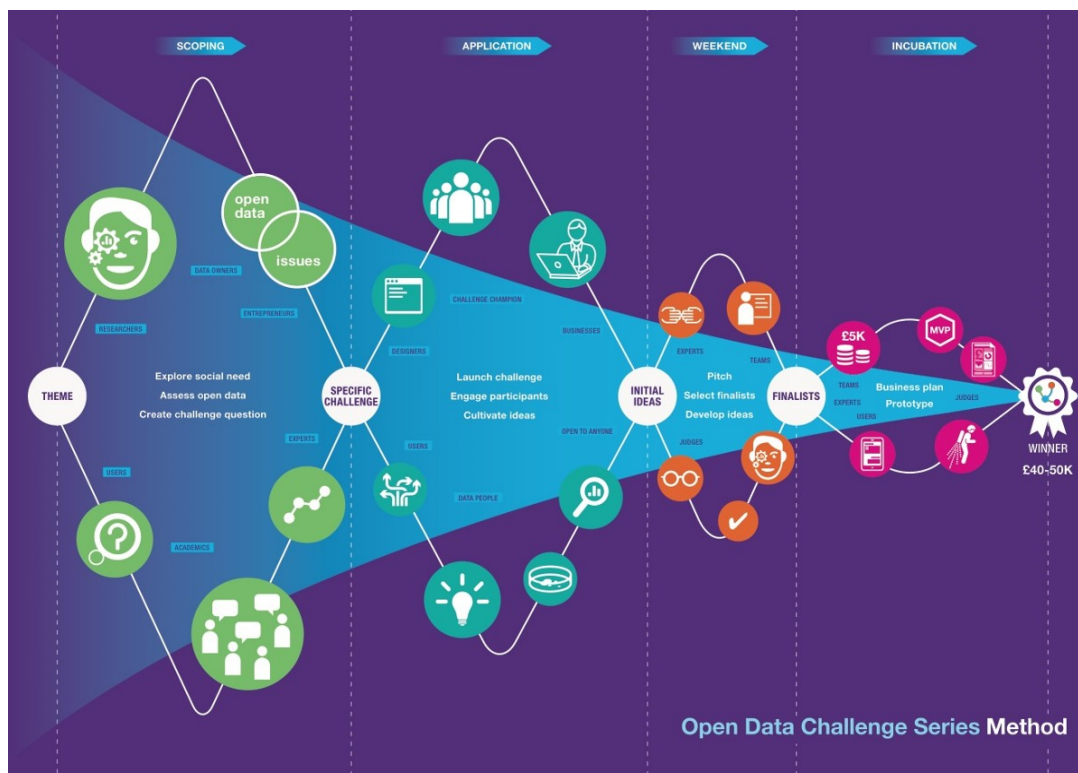 SCOPING
APPLICATION
WEEKEND
INCUBATION
open
data
issues
DATA OWNERS
RESEARCHERS
ENTREPRENEURS
THEME
Explore social need
Assess open data
Create challenge question
USERS
EXPERTS
ACADEMICS
SPECIFIC
CHALLENGE
CHALLENGE CHAMPION
DESIGNERS
BUSINESSES
Launch challenge
Engage participants
Cultivate ideas
USERS
OPEN TO ANYONE
DATA PEOPLE
INITIAL
IDEAS
EXPERTS
TEAMS
Pitch
Select finalists
Develop ideas
JUDGES
FINALISTS
£5K
MVP
TEAMS
EXPERTS
USERS
Business plan
Prototype
JUDGES
WINNER
£40-50K
Open Data Challenge Series Method